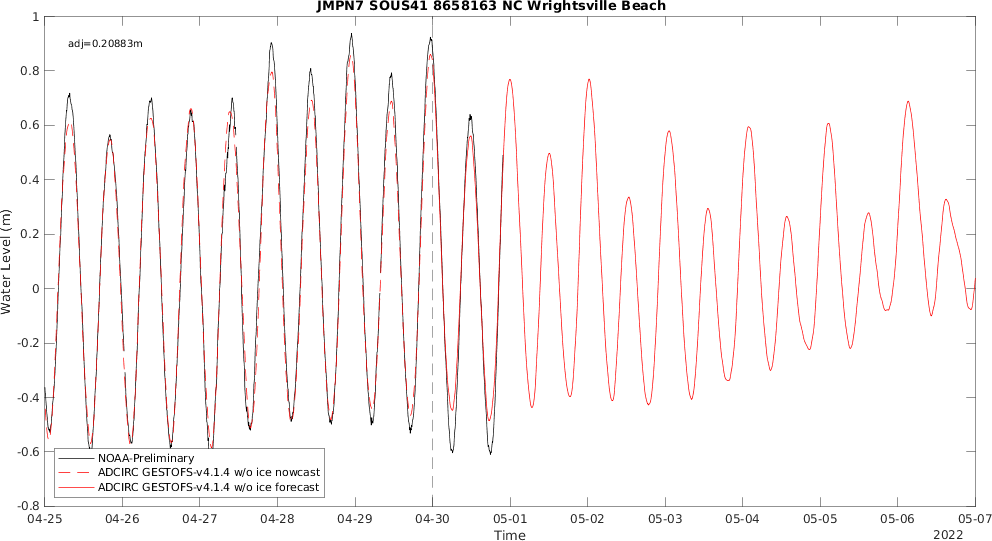 JMPN7 SOUS41 8658163 NC Wrightsville Beach
adj=0.20883m
1
0.8
0.6
0.4
0.2
0
-0.2
-0.4
-0.6
-0.8
Water Level (m)
NOAA-Preliminary
ADCIRC GESTOFS-v4.1.4 w/o ice nowcast
ADCIRC GESTOFS-v4.1.4 w/o ice forecast
04-25 04-26 04-27 04-28 04-29 04-30 05-01 05-02 05-03 05-04 05-05 05-06 05-07
Time
2022